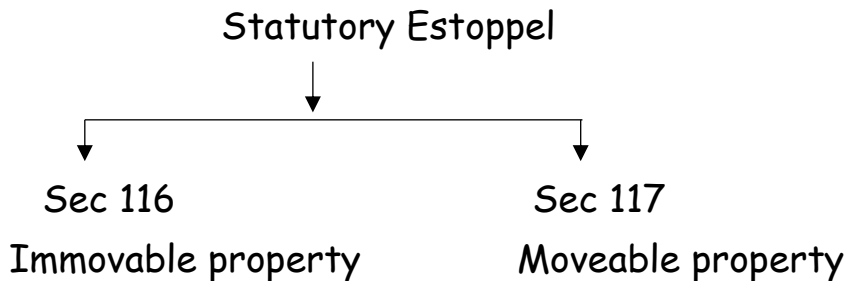 Statutory Estoppel
Sec 116
Sec 117
Immovable property
Moveable property